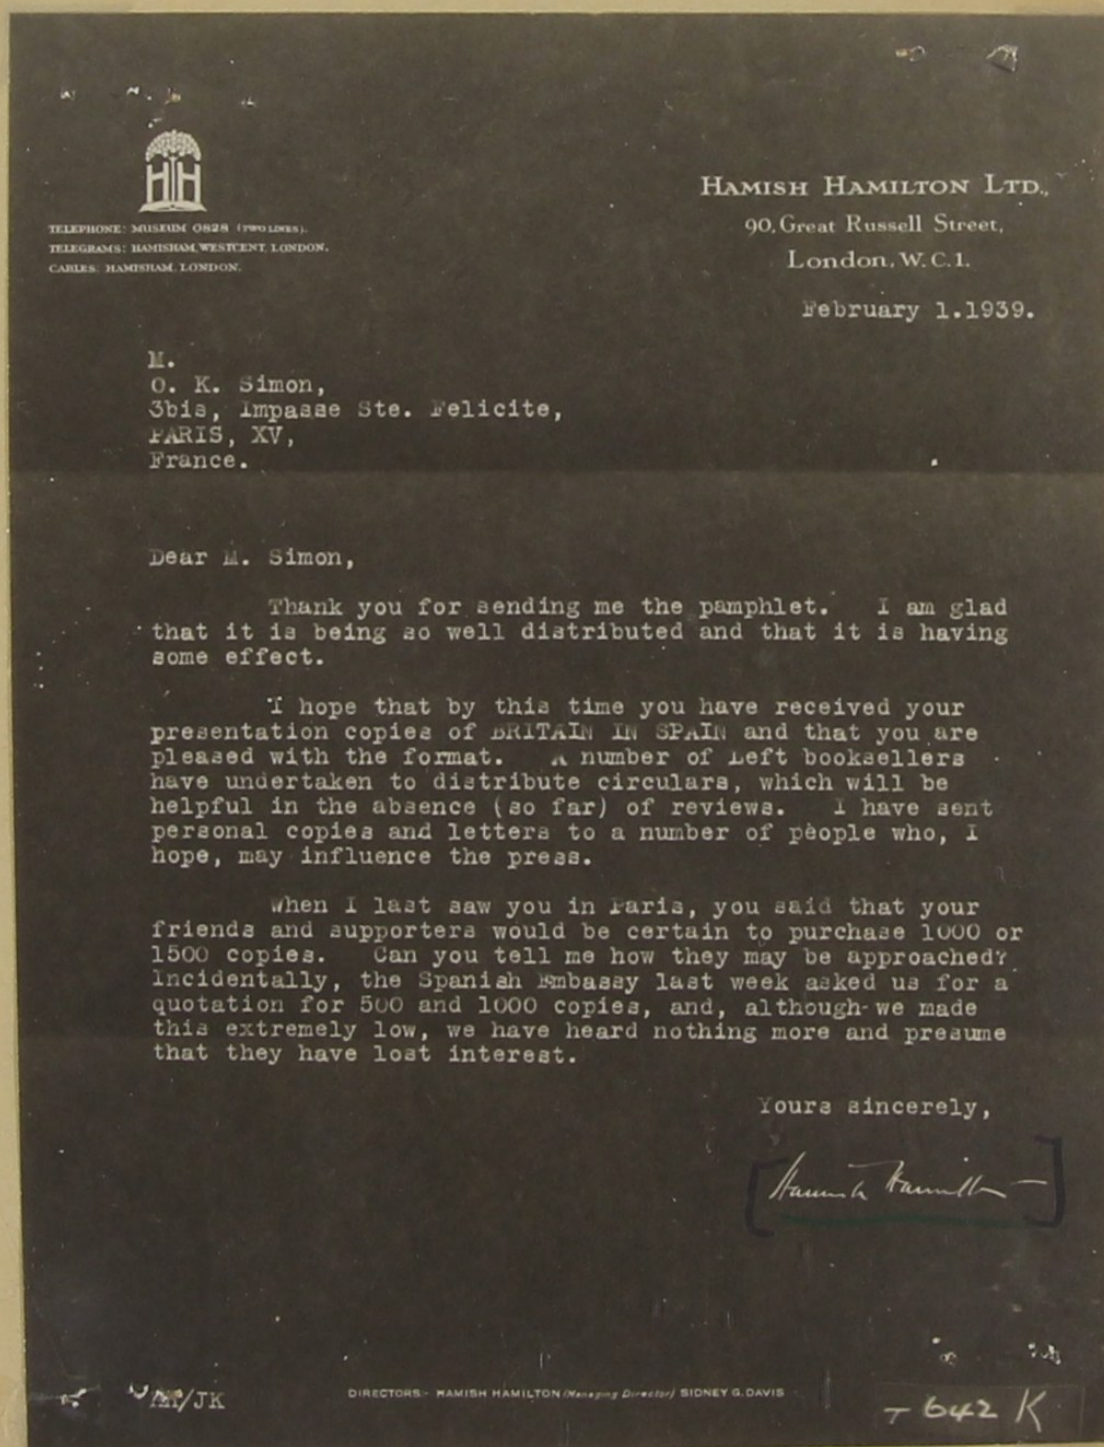 HH
TELEPHONE: MUSEUM 0828 (TWO LINES).
TELEGRAMS: HAMISHAM, WESTCENT, LONDON.
CABLES: HAMISHAM, LONDON.
HAMISH HAMILTON LTD.,
90, Great Russell Street,
London, W.C.1.
February 1.1939.
M.
O. K. Simon,
3bis, Impasse Ste. Felicite,
PARIS, XV,
France.
Dear M. Simon,
Thank you for sending me the pamphlet. I am glad
that it is being so well distributed and that it is having
some effect.
I hope that by this time you have received your
presentation copies of BRITAIN IN SPAIN and that you are
pleased with the format. A number of Left booksellers
have undertaken to distribute circulars, which will be
helpful in the absence (so far) of reviews. I have sent
personal copies and letters to a number of people who, I
hope, may influence the press.
When I last saw you in Paris, you said that your
friends and supporters would be certain to purchase 1000 or
1500 copies. Can you tell me how they may be approached?
Incidentally, the Spanish Embassy last week asked us for a
quotation for 500 and 1000 copies, and, although we made
this extremely low, we have heard nothing more and presume
that they have lost interest.
Yours sincerely,
[Hamish Hamilton]
/JK
DIRECTORS:- HAMISH HAMILTON (Managing Director) SIDNEY G. DAVIS
- 642 K